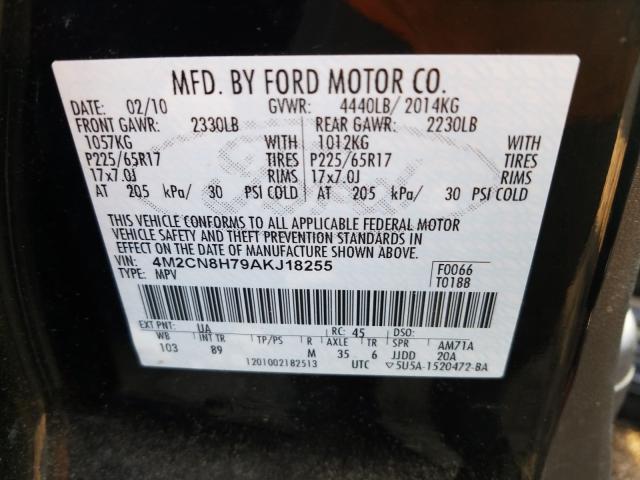 MFD. BY FORD MOTOR CO.
DATE: 02/10 GVWR: 4440LB/ 2014KG
FRONT GAWR: 2330LB REAR GAWR: 2230LB
1057KG WITH 1012KG WITH
P225/65R17 TIRES P225/65R17 TIRES
17x7.0J RIMS 17x7.0J RIMS
AT 205 kPa/ 30 PSI COLD AT 205 kPa/ 30 PSI COLD
THIS VEHICLE CONFORMS TO ALL APPLICABLE FEDERAL MOTOR
VEHICLE SAFETY AND THEFT PREVENTION STANDARDS IN
EFFECT ON THE DATE OF MANUFACTURE SHOWN ABOVE.
VIN: 4M2CN8H79AKJ18255 F0066
TYPE: MPV T0188
EXT PNT: UA RC: 45 DSO:
WB INT TR TP/PS R AXLE TR SPR AM71A
103 89 M 35 6 JJDD 20A
1201002182513 UTC 5U5A-1520472-BA